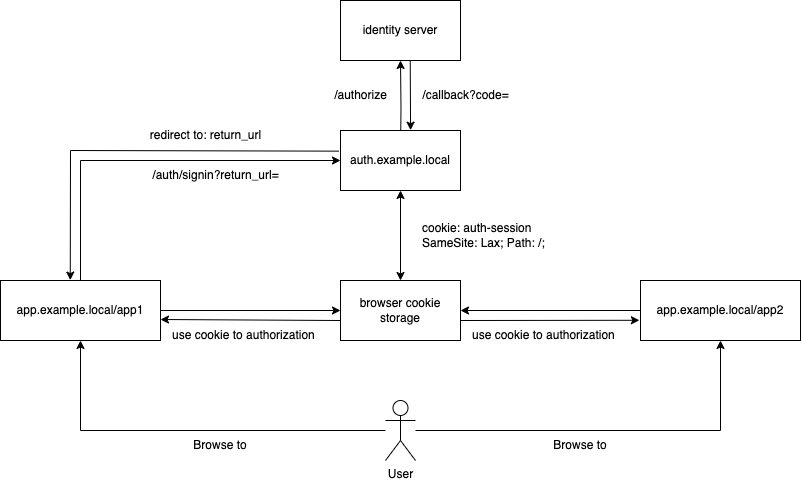 identity server
/authorize
/callback?code=
redirect to: return_url
auth.example.local
/auth/signin?return_url=
cookie: auth-session
SameSite: Lax; Path: /;
app.example.local/app1
browser cookie
storage
app.example.local/app2
use cookie to authorization
use cookie to authorization
Browse to
Browse to
User